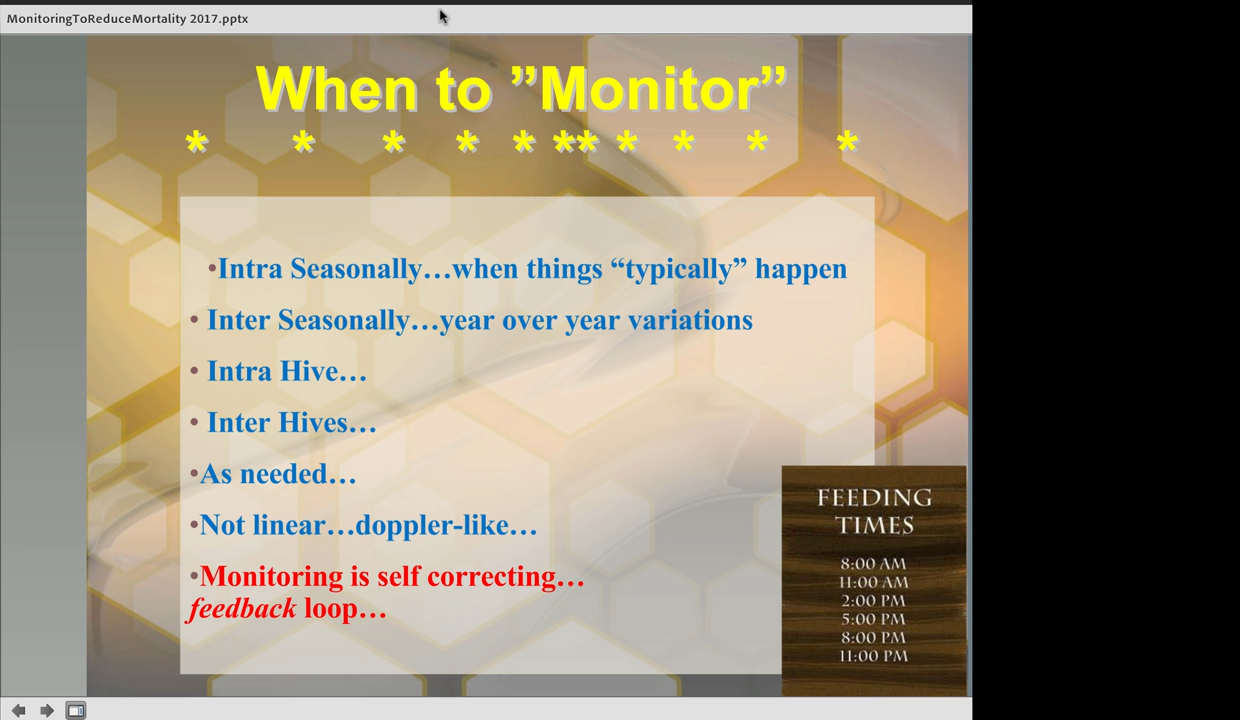 MonitoringToReduceMortality 2017.pptx
When to ”Monitor”
* * * * * ** * * * *
•Intra Seasonally…when things “typically” happen
• Inter Seasonally…year over year variations
• Intra Hive…
• Inter Hives…
•As needed…
•Not linear…doppler-like…
•Monitoring is self correcting…
feedback loop…
FEEDING
TIMES
8:00 AM
11:00 AM
2:00 PM
5:00 PM
8:00 PM
11:00 PM